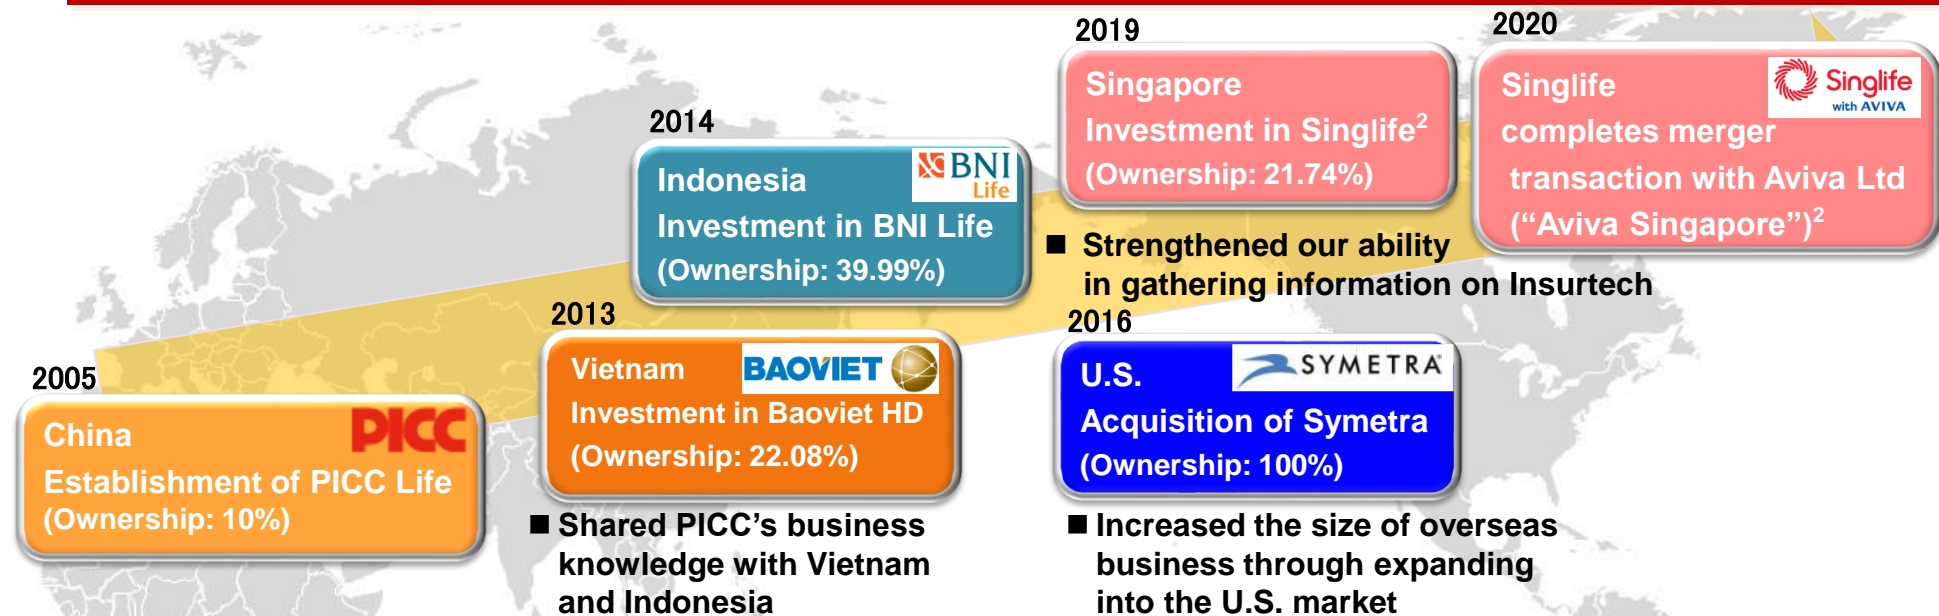 2005
China
PICC
Establishment of PICC Life
(Ownership: 10%)
2013
Vietnam
BAOVIET
Investment in Baoviet HD
(Ownership: 22.08%)
■ Shared PICC’s business
knowledge with Vietnam
and Indonesia
2014
Indonesia
BNI
Life
Investment in BNI Life
(Ownership: 39.99%)
2016
U.S.
SYMETRA
Acquisition of Symetra
(Ownership: 100%)
■ Increased the size of overseas
business through expanding
into the U.S. market
2019
Singapore
Investment in Singlife2
(Ownership: 21.74%)
■ Strengthened our ability
in gathering information on Insurtech
2020
Singlife
Singlife
with AVIVA
completes merger
transaction with Aviva Ltd
(“Aviva Singapore”)2